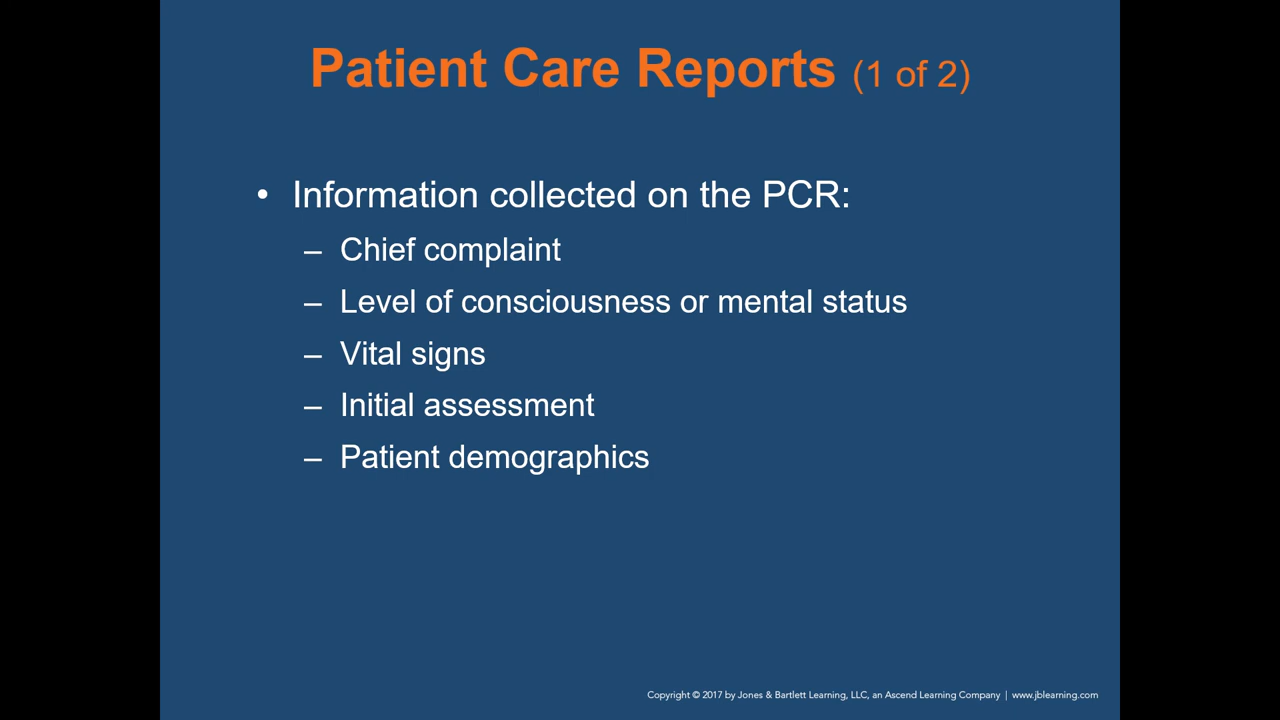 Patient Care Reports (1 of 2)
• Information collected on the PCR:
– Chief complaint
– Level of consciousness or mental status
– Vital signs
– Initial assessment
– Patient demographics
Copyright © 2017 by Jones & Bartlett Learning, LLC, an Ascend Learning Company | www.jblearning.com